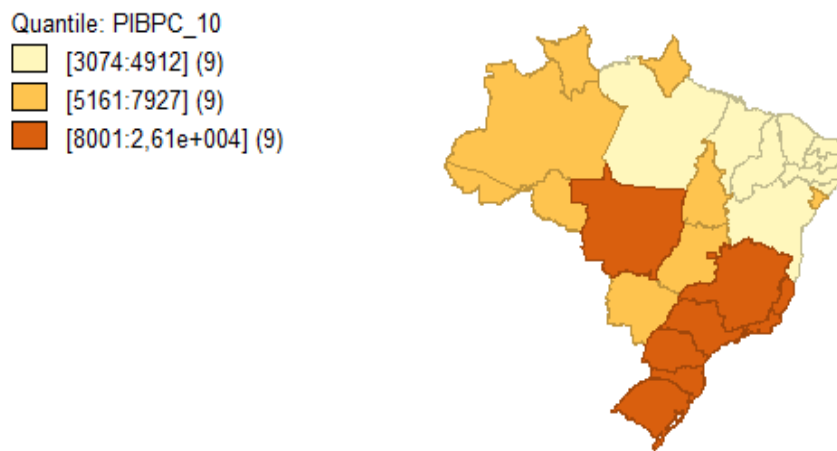 Quantile: PIBPC_10
[3074:4912] (9)
[5161:7927] (9)
[8001:2,61e+004] (9)